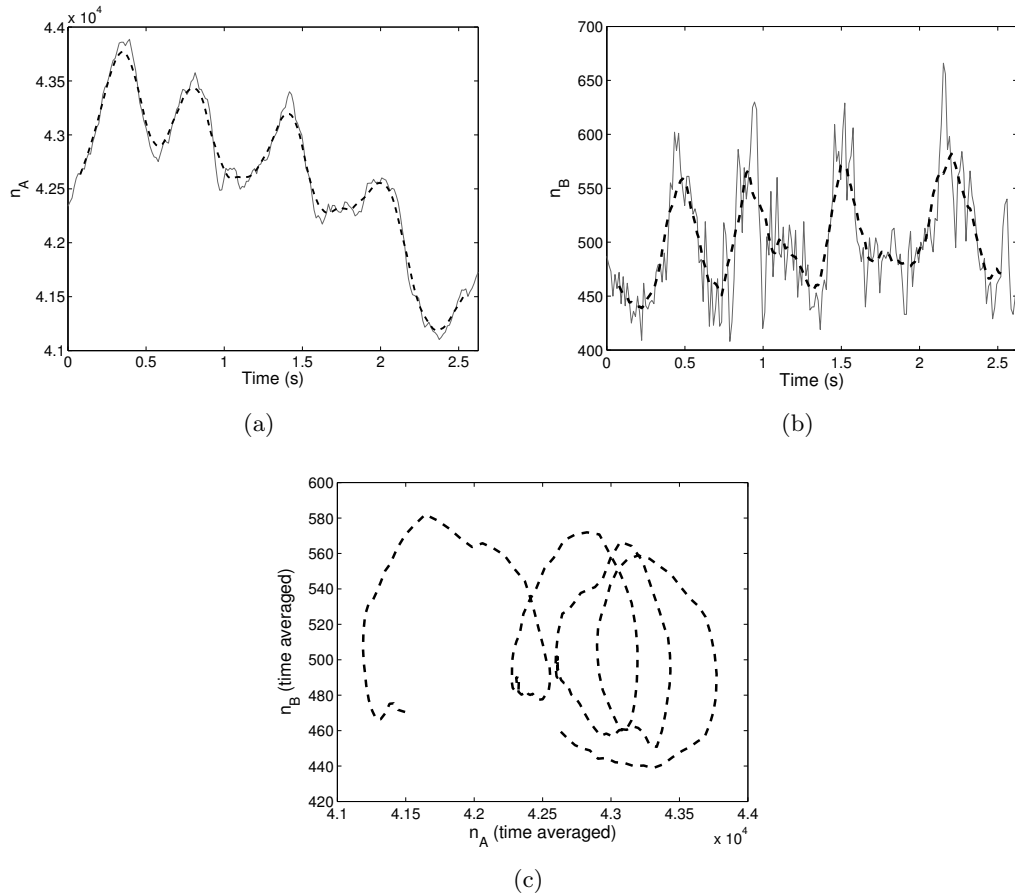 x 10^4
4.4
4.35
4.3
4.25
4.2
4.15
4.1
n_A
0 0.5 1 1.5 2 2.5
Time (s)
(a)
700
650
600
550
500
450
400
n_B
0 0.5 1 1.5 2 2.5
Time (s)
(b)
600
580
560
540
520
500
480
460
440
420
n_B (time averaged)
4.1 4.15 4.2 4.25 4.3 4.35 4.4
n_A (time averaged)
x 10^4
(c)